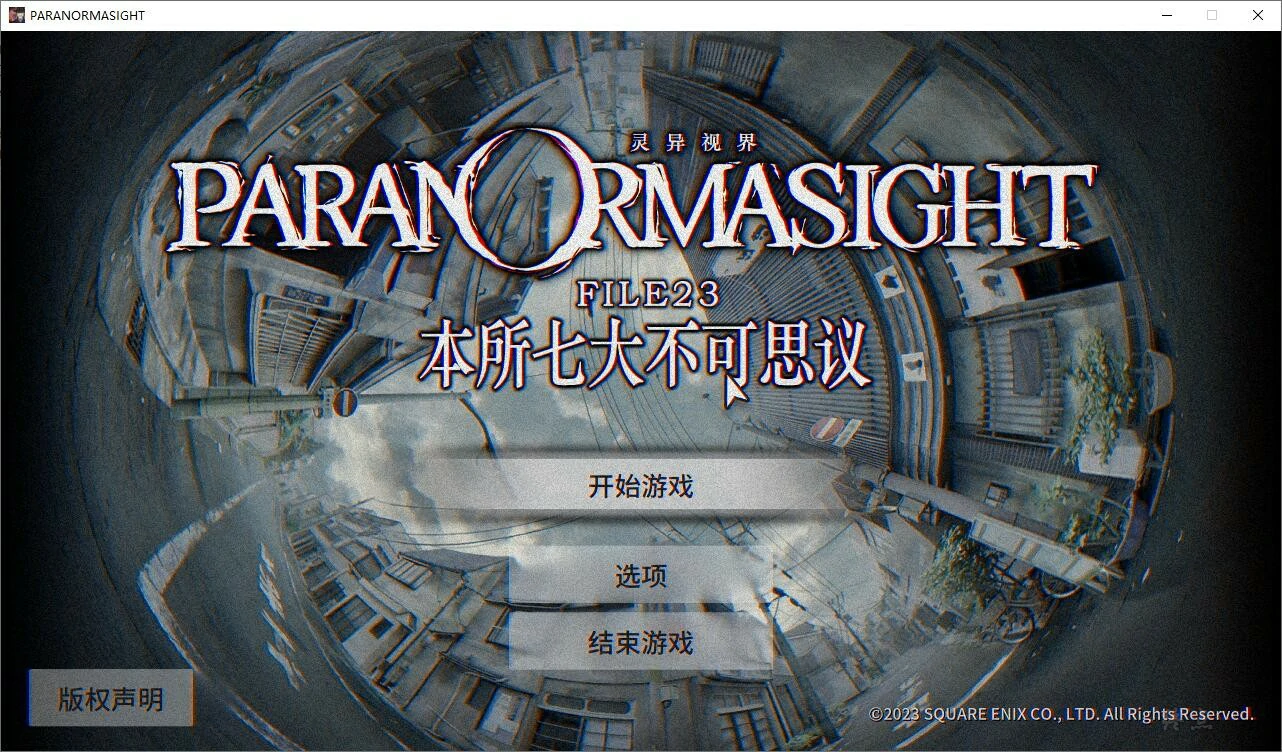 PARANORMASIGHT
灵异视界
PARANORMASIGHT
FILE23
本所七大不可思议
开始游戏
选项
结束游戏
版权声明
©2023 SQUARE ENIX CO., LTD. All Rights Reserved.